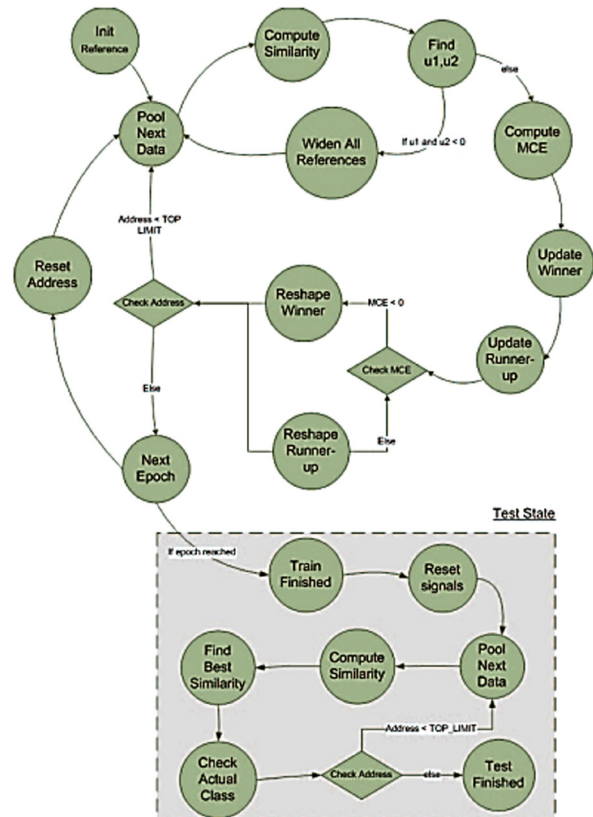 Init
Reference
Compute
Similarity
Find
u1,u2
else
Pool
Next
Data
Widen All
References
If u1 and u2 < 0
Compute
MCE
Address < TOP
LIMIT
Reset
Address
Update
Winner
Check Address
Reshape
Winner
MCE < 0
Update
Runner-
up
Check MCE
Else
Reshape
Runner-
up
Else
Next
Epoch
Test State
If epoch reached
Train
Finished
Reset
signals
Find
Best
Similarity
Compute
Similarity
Pool
Next
Data
Address < TOP_LIMIT
Check
Actual
Class
Check Address
else
Test
Finished